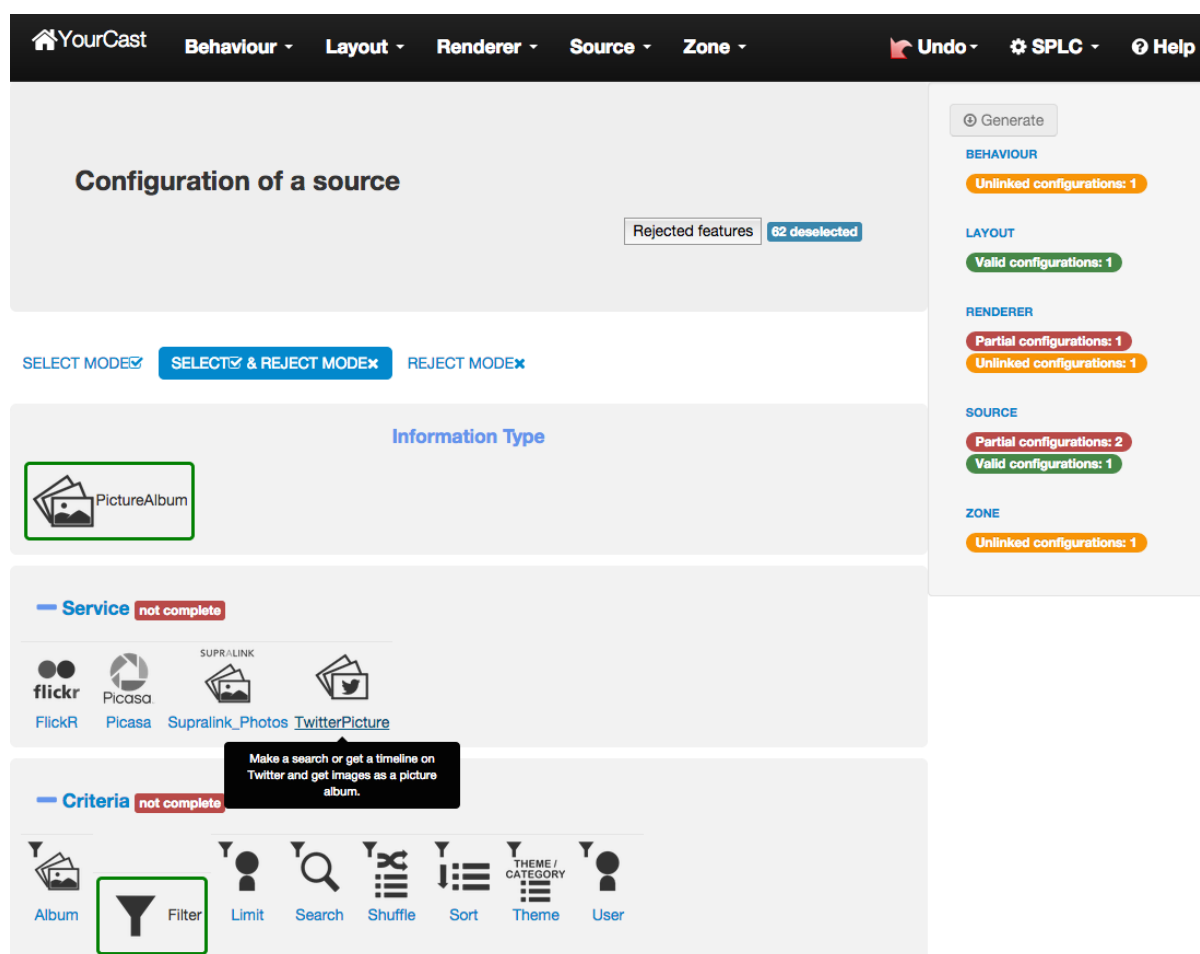 YourCast Behaviour Layout Renderer Source Zone Undo SPLC Help
Configuration of a source
Rejected features 62 deselected
Generate
BEHAVIOUR
Unlinked configurations: 1
LAYOUT
Valid configurations: 1
RENDERER
Partial configurations: 1
Unlinked configurations: 1
SOURCE
Partial configurations: 2
Valid configurations: 1
ZONE
Unlinked configurations: 1
SELECT MODE SELECT & REJECT MODE REJECT MODE
Information Type
PictureAlbum
Service not complete
flickr Picasa SUPRALINK
FlickR Picasa Supralink_Photos TwitterPicture
Make a search or get a timeline on
Twitter and get images as a picture
album.
Criteria not complete
THEME /
CATEGORY
Album Filter Limit Search Shuffle Sort Theme User